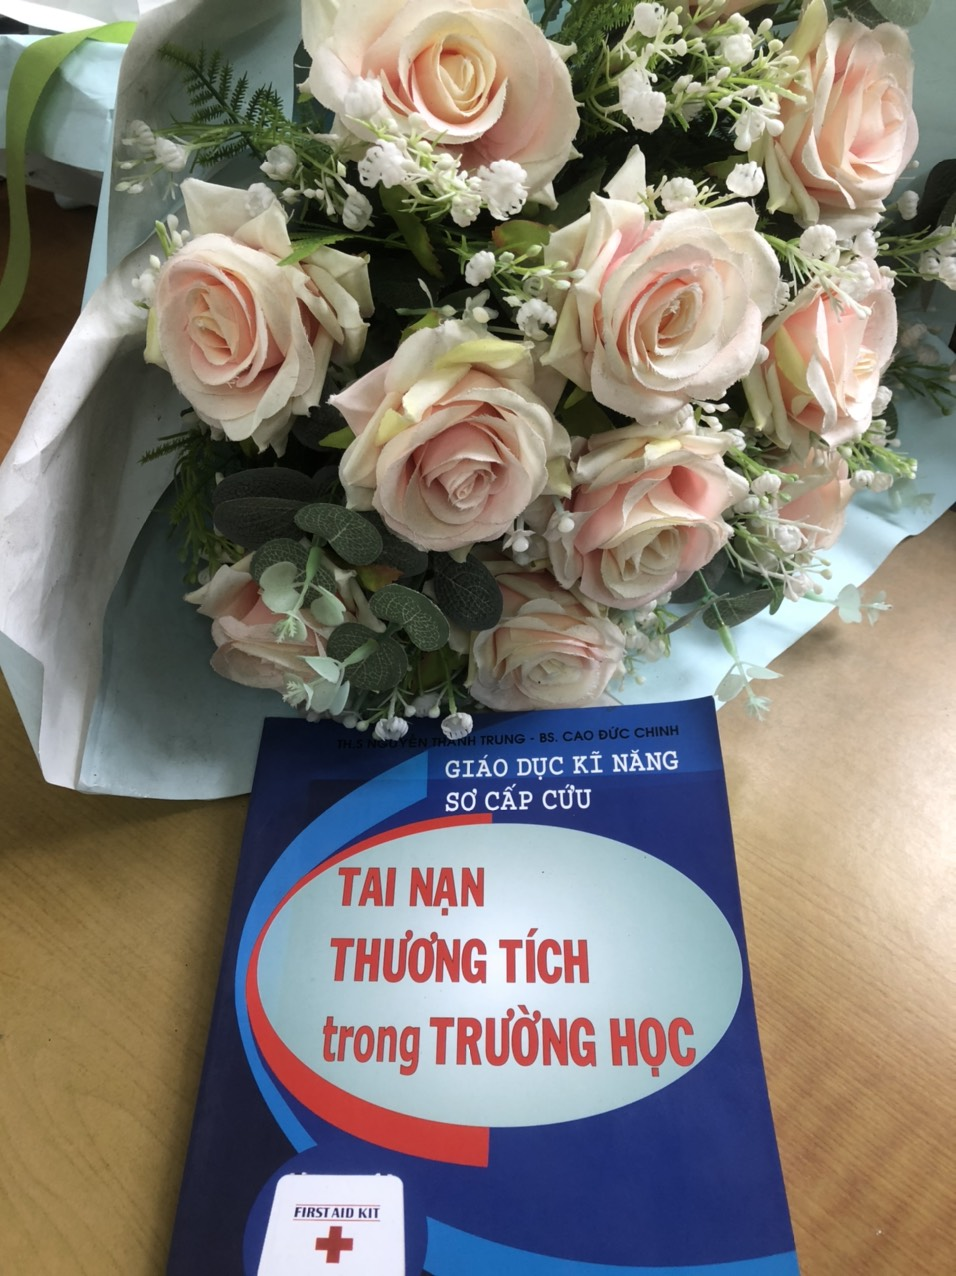 TH.S NGUYỄN THÀNH TRUNG - BS. CAO ĐỨC CHINH
GIÁO DỤC KĨ NĂNG
SƠ CẤP CỨU
TAI NẠN
THƯƠNG TÍCH
trong TRƯỜNG HỌC
FIRST AID KIT